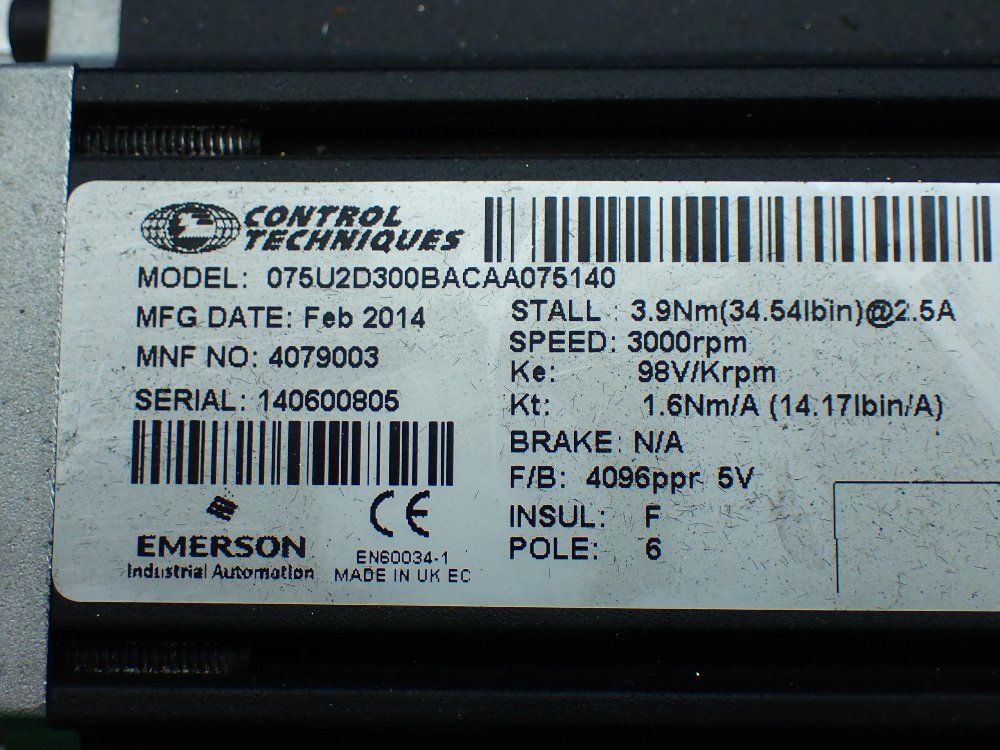 CONTROL
TECHNIQUES
MODEL: 075U2D300BACAA075140
MFG DATE: Feb 2014
MNF NO: 4079003
SERIAL: 140600805
STALL : 3.9Nm(34.54lbin)@2.5A
SPEED: 3000rpm
Ke: 98V/Krpm
Kt: 1.6Nm/A (14.17lbin/A)
BRAKE: N/A
F/B: 4096ppr 5V
INSUL: F
POLE: 6
EMERSON
Industrial Automation
CE
EN60034-1
MADE IN UK EC